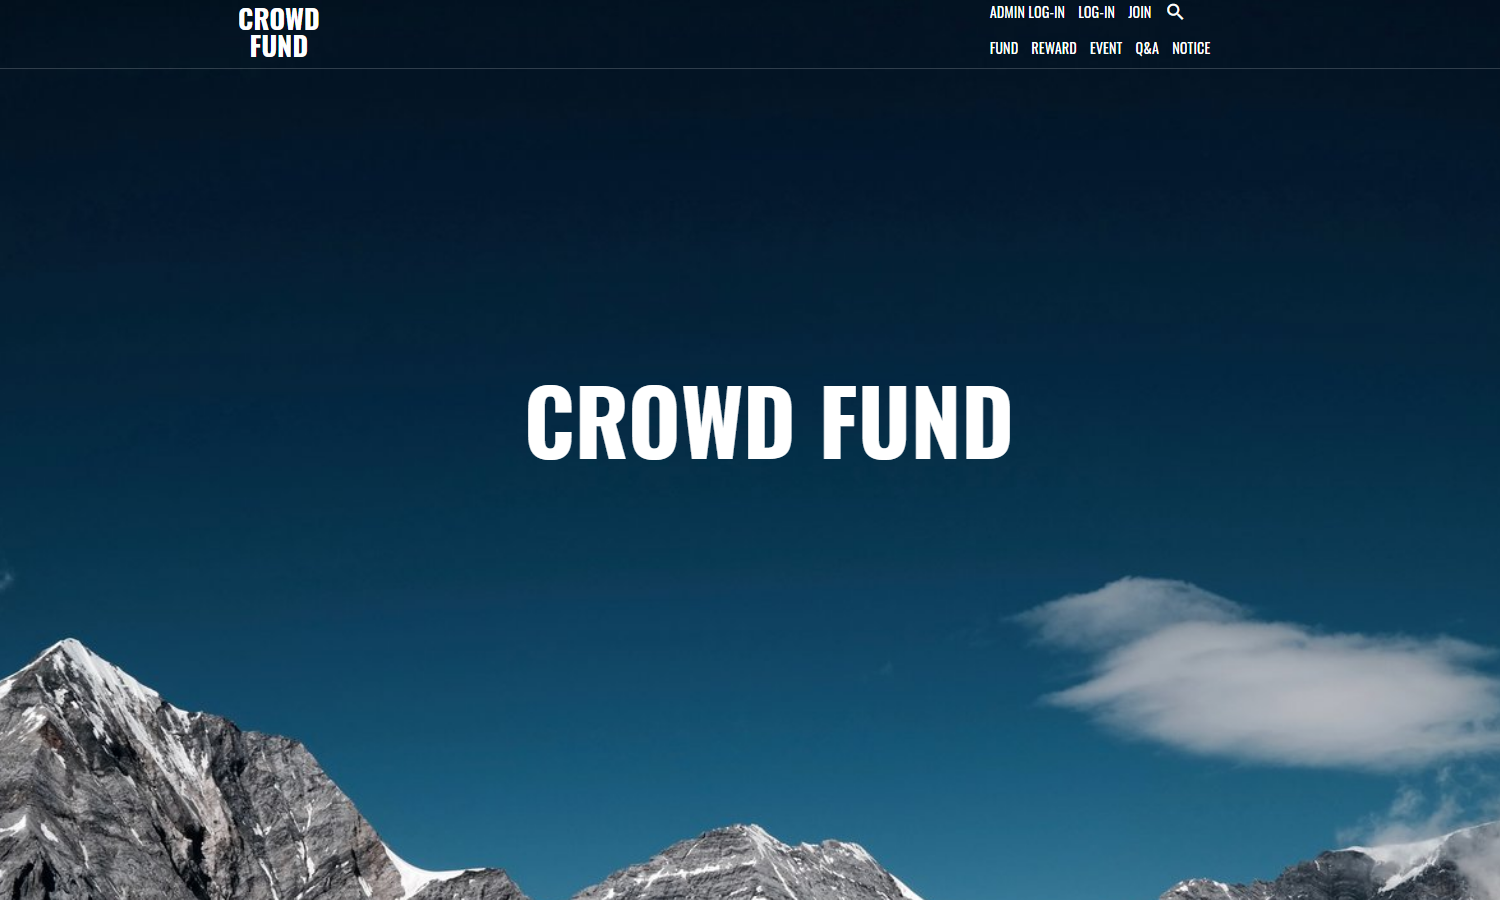 CROWD
FUND
ADMIN LOG-IN LOG-IN JOIN
FUND REWARD EVENT Q&A NOTICE
CROWD FUND